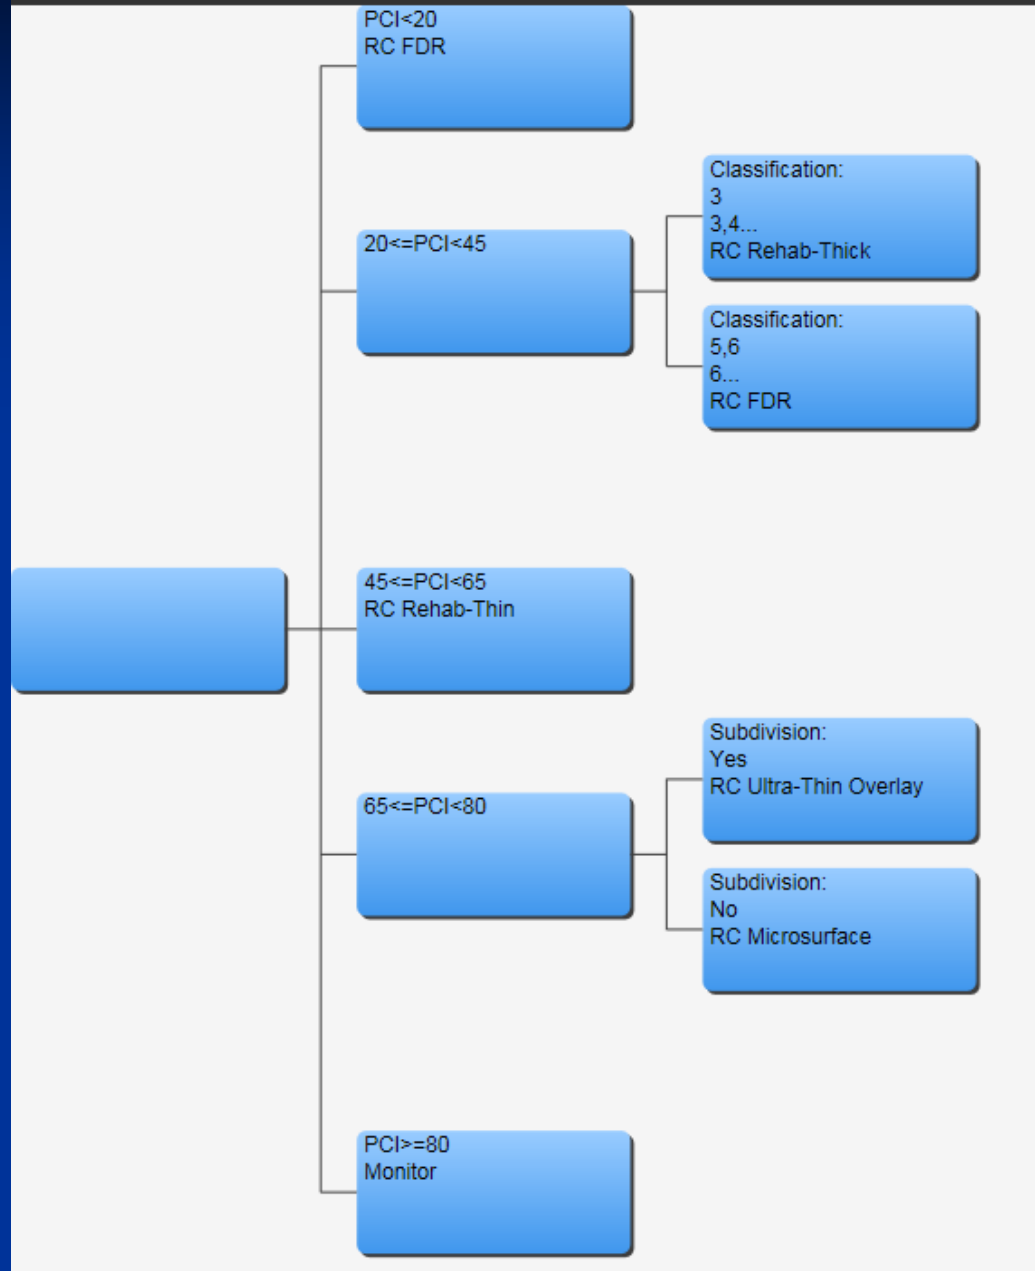 PCI<20
RC FDR
20<=PCI<45
Classification:
3
3,4...
RC Rehab-Thick
Classification:
5,6
6...
RC FDR
45<=PCI<65
RC Rehab-Thin
65<=PCI<80
Subdivision:
Yes
RC Ultra-Thin Overlay
Subdivision:
No
RC Microsurface
PCI>=80
Monitor